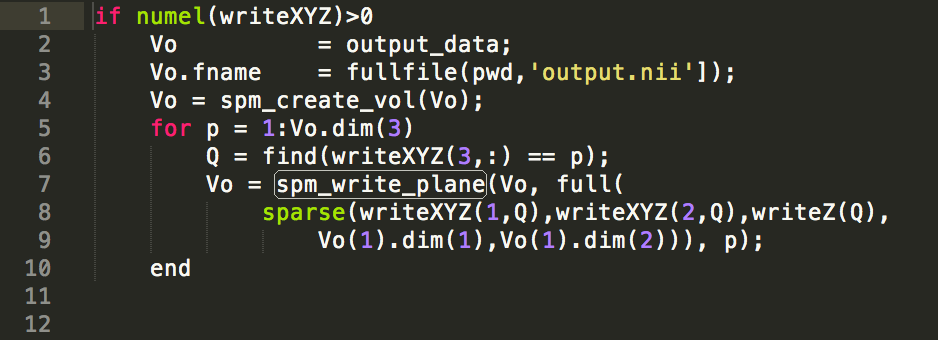 1 if numel(writeXYZ)>0
2     Vo          = output_data;
3     Vo.fname    = fullfile(pwd,'output.nii']);
4     Vo = spm_create_vol(Vo);
5     for p = 1:Vo.dim(3)
6         Q = find(writeXYZ(3,:) == p);
7         Vo = spm_write_plane(Vo, full(
8             sparse(writeXYZ(1,Q),writeXYZ(2,Q),writeZ(Q),
9                 Vo(1).dim(1),Vo(1).dim(2))), p);
10     end
11
12